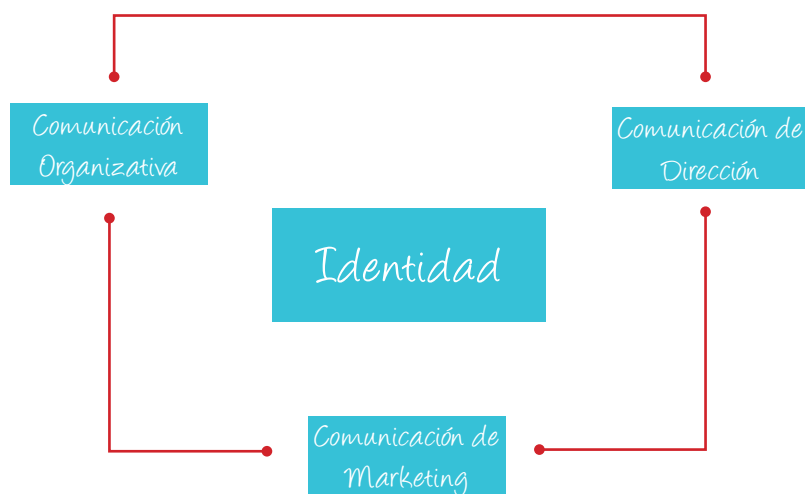 Comunicación
Organizativa
Comunicación de
Dirección
Identidad
Comunicación de
Marketing